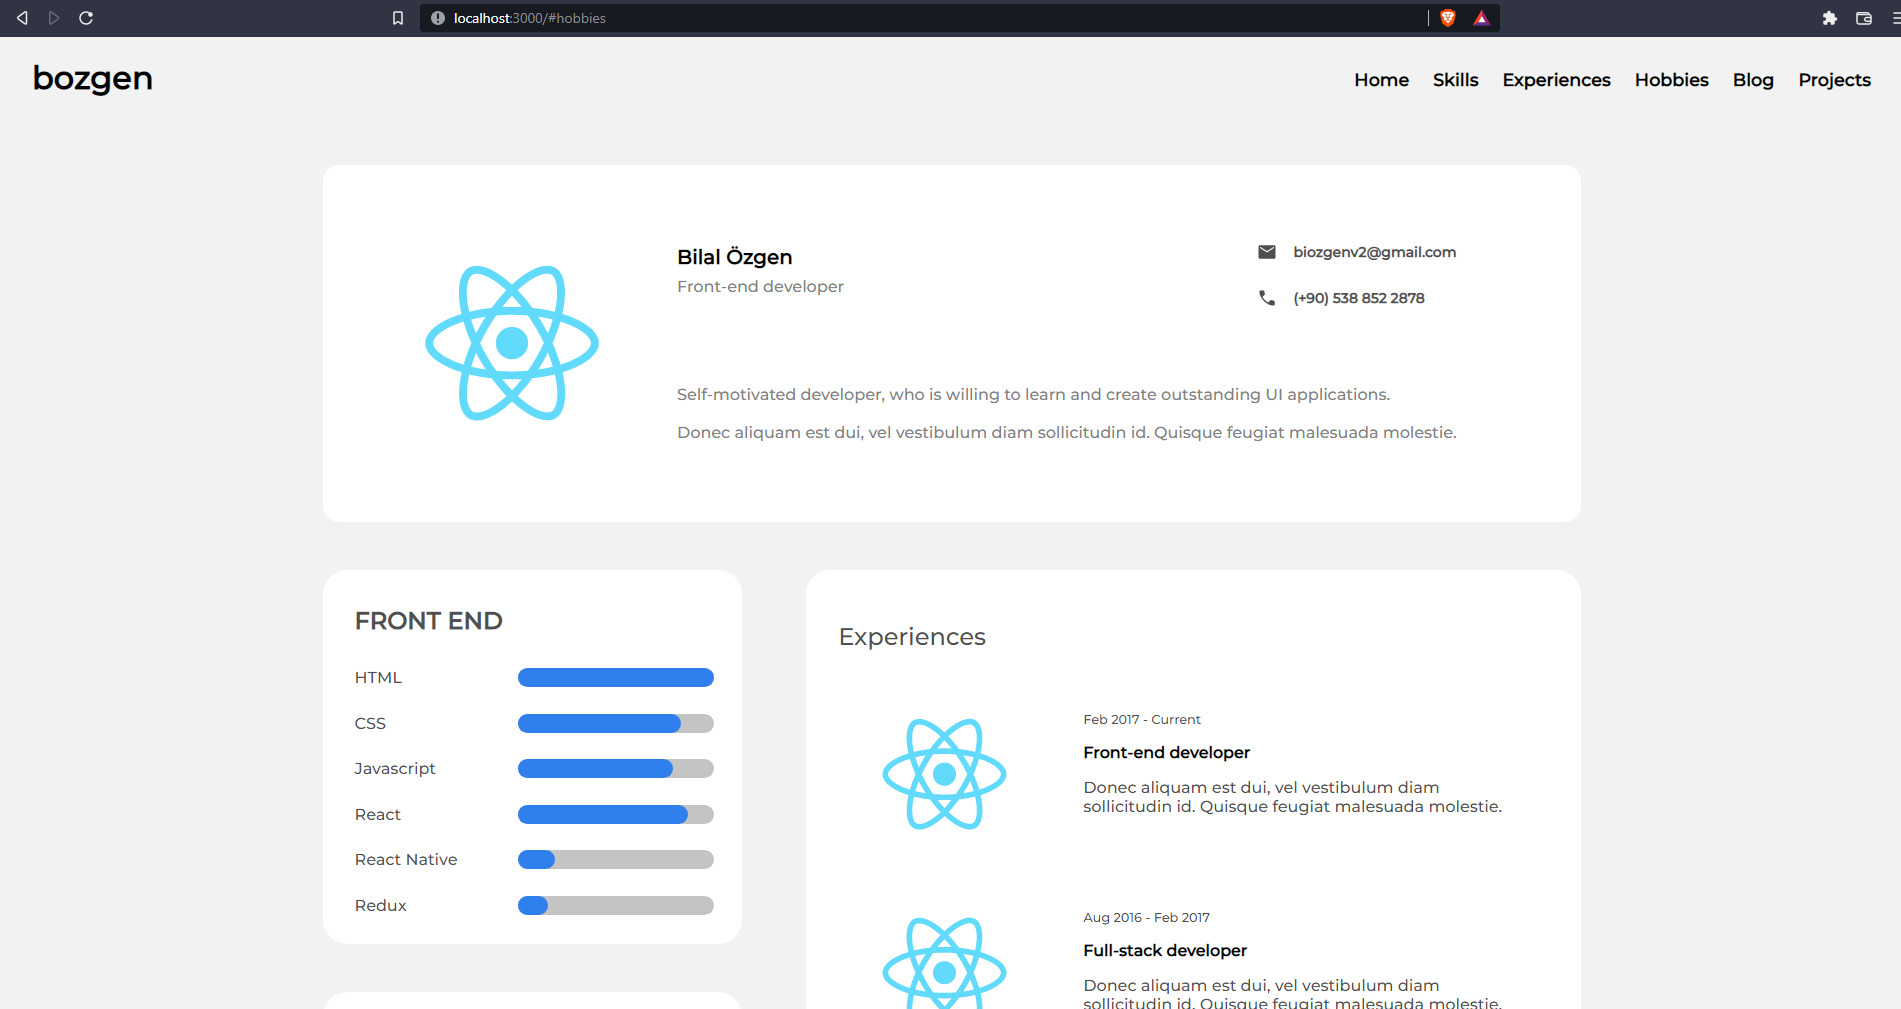 localhost:3000/#hobbies
bozgen
Home Skills Experiences Hobbies Blog Projects
Bilal Özgen
Front-end developer
biozgenv2@gmail.com
(+90) 538 852 2878
Self-motivated developer, who is willing to learn and create outstanding UI applications.
Donec aliquam est dui, vel vestibulum diam sollicitudin id. Quisque feugiat malesuada molestie.
FRONT END
HTML
CSS
Javascript
React
React Native
Redux
Experiences
Feb 2017 - Current
Front-end developer
Donec aliquam est dui, vel vestibulum diam
sollicitudin id. Quisque feugiat malesuada molestie.
Aug 2016 - Feb 2017
Full-stack developer
Donec aliquam est dui, vel vestibulum diam
sollicitudin id. Quisque feugiat malesuada molestie.